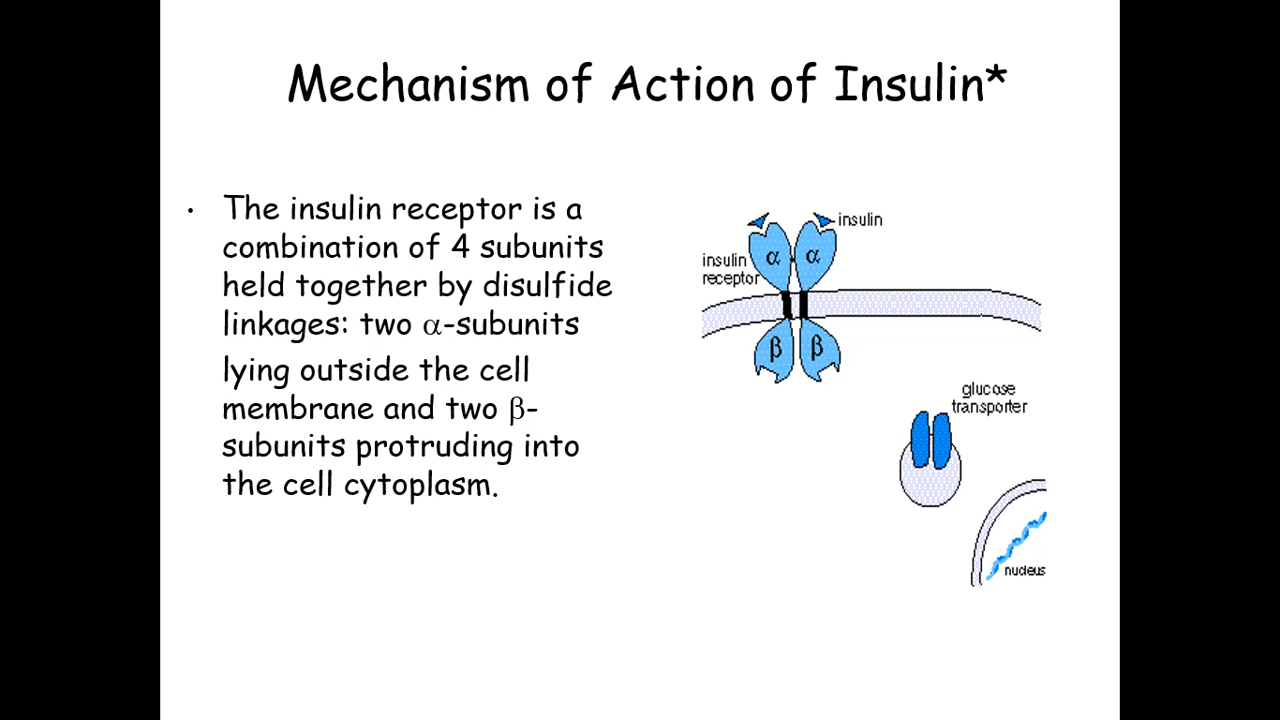 Mechanism of Action of Insulin*
• The insulin receptor is a
combination of 4 subunits
held together by disulfide
linkages: two α-subunits
lying outside the cell
membrane and two β-
subunits protruding into
the cell cytoplasm.
insulin
α α
insulin
receptor
β β
glucose
transporter
nucleus